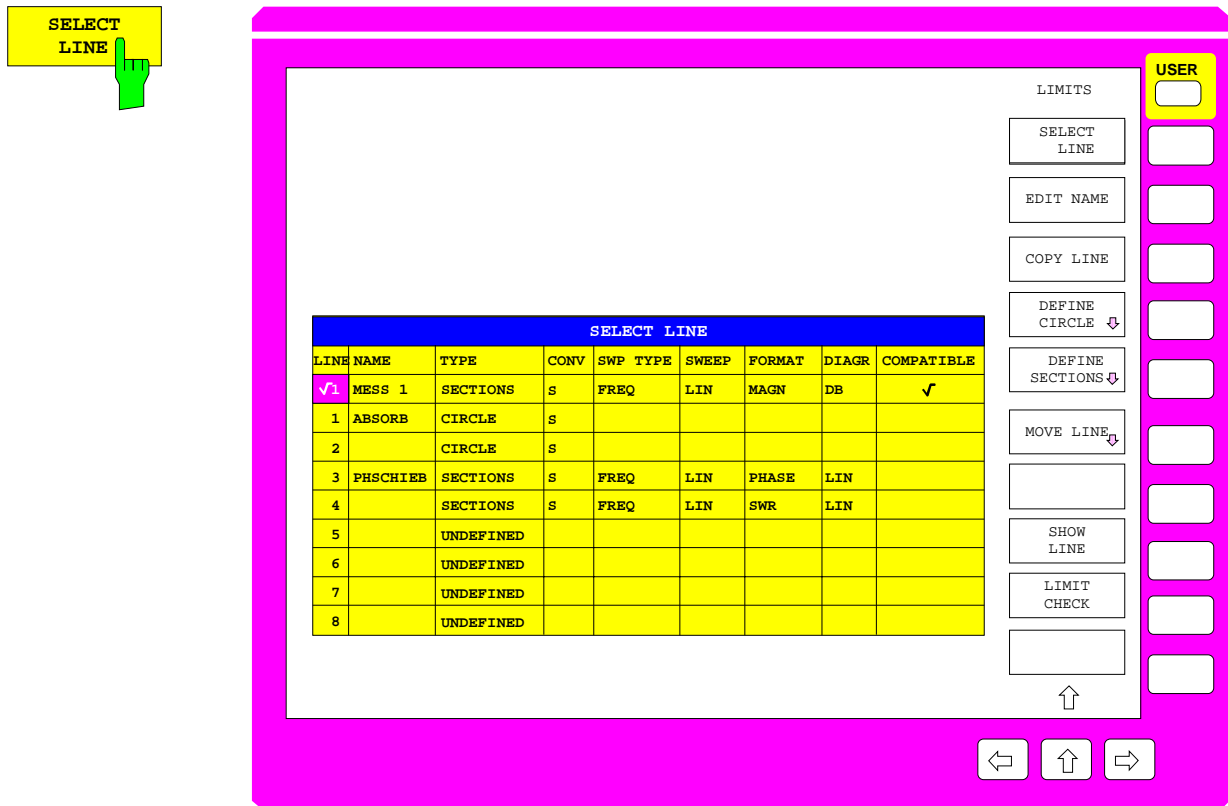 SELECT
LINE
USER
LIMITS
SELECT
LINE
EDIT NAME
COPY LINE
DEFINE
CIRCLE
DEFINE
SECTIONS
MOVE LINE
SHOW
LINE
LIMIT
CHECK
SELECT LINE
LINE NAME TYPE CONV SWP TYPE SWEEP FORMAT DIAGR COMPATIBLE
√1 MESS 1 SECTIONS S FREQ LIN MAGN DB √
1 ABSORB CIRCLE S
2 CIRCLE S
3 PHSCHIEB SECTIONS S FREQ LIN PHASE LIN
4 SECTIONS S FREQ LIN SWR LIN
5 UNDEFINED
6 UNDEFINED
7 UNDEFINED
8 UNDEFINED